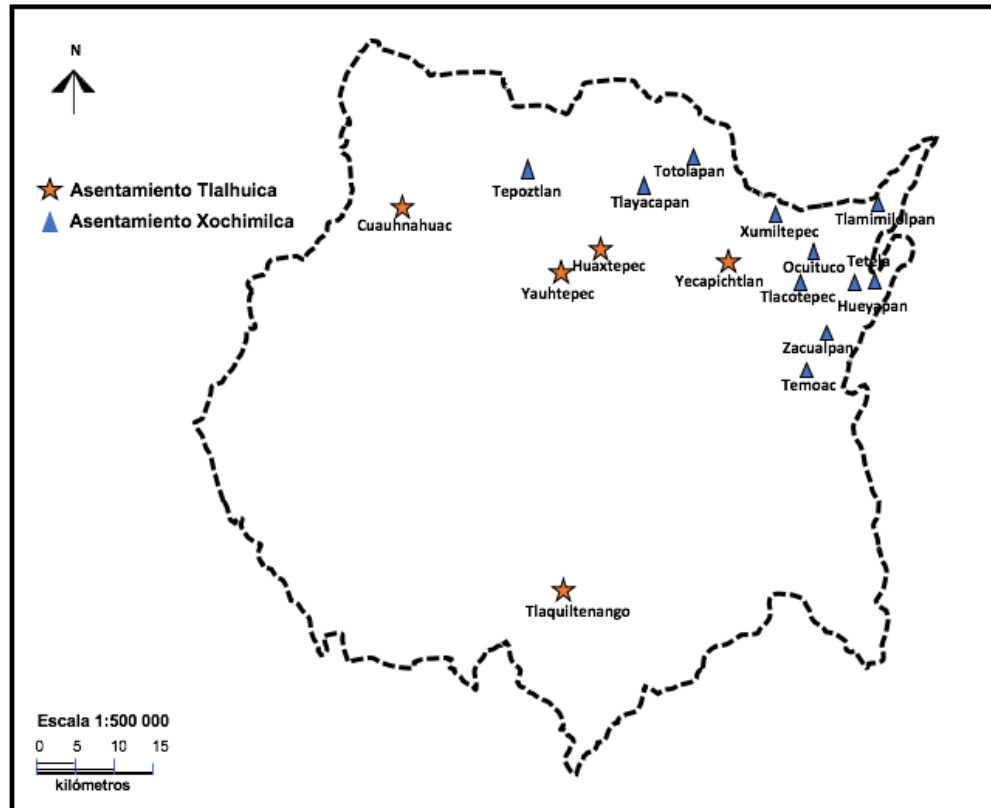 N
Asentamiento Tlalhuica
Asentamiento Xochimilca
Totolapan
Tepoztlan
Tlayacapan
Tlamimilolpan
Cuauhnahuac
Xumiltepec
Huaxtepec
Ocuituco
Tetela
Yecapichtlan
Yauhtepec
Tlacotepec
Hueyapan
Zacualpan
Temoac
Tlaquiltenango
Escala 1:500 000
0 5 10 15
kilómetros